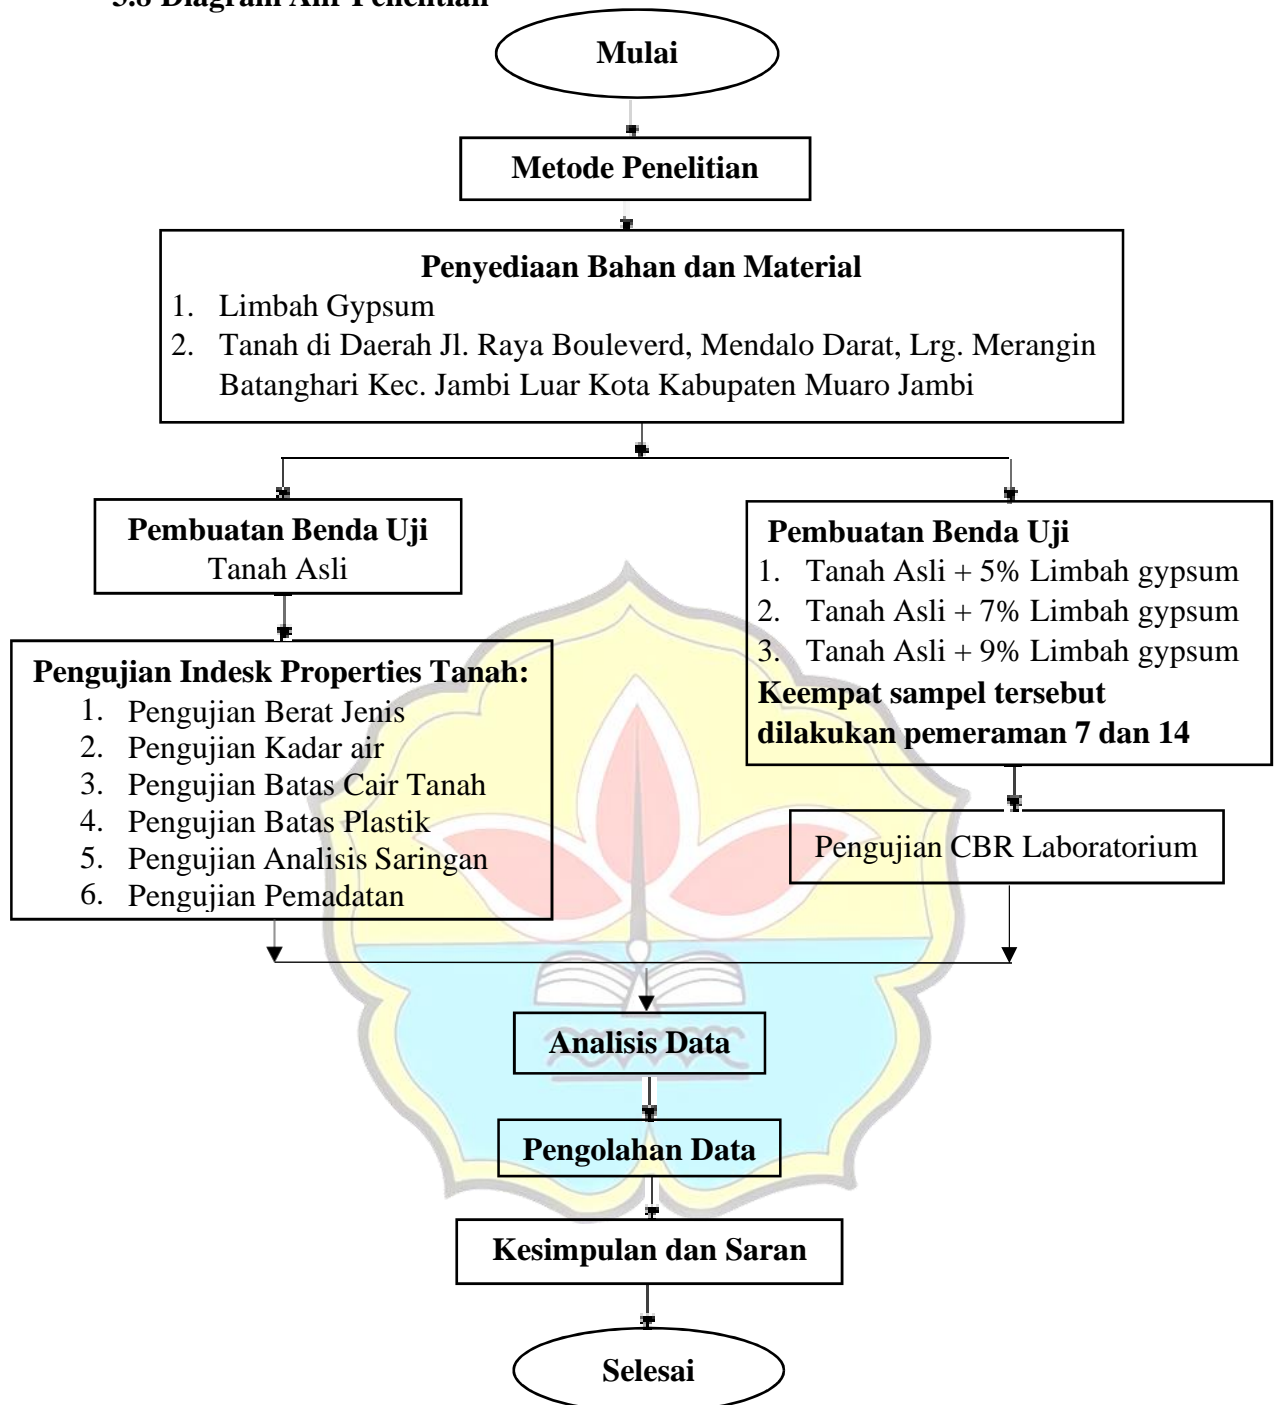 3.8 Diagram Alir Penelitian
Mulai
Metode Penelitian
Penyediaan Bahan dan Material
1. Limbah Gypsum
2. Tanah di Daerah Jl. Raya Bouleverd, Mendalo Darat, Lrg. Merangin
Batanghari Kec. Jambi Luar Kota Kabupaten Muaro Jambi
Pembuatan Benda Uji
Tanah Asli
Pengujian Indesk Properties Tanah:
1. Pengujian Berat Jenis
2. Pengujian Kadar air
3. Pengujian Batas Cair Tanah
4. Pengujian Batas Plastik
5. Pengujian Analisis Saringan
6. Pengujian Pemadatan
Pembuatan Benda Uji
1. Tanah Asli + 5% Limbah gypsum
2. Tanah Asli + 7% Limbah gypsum
3. Tanah Asli + 9% Limbah gypsum
Keempat sampel tersebut
dilakukan pemeraman 7 dan 14
Pengujian CBR Laboratorium
Analisis Data
Pengolahan Data
Kesimpulan dan Saran
Selesai